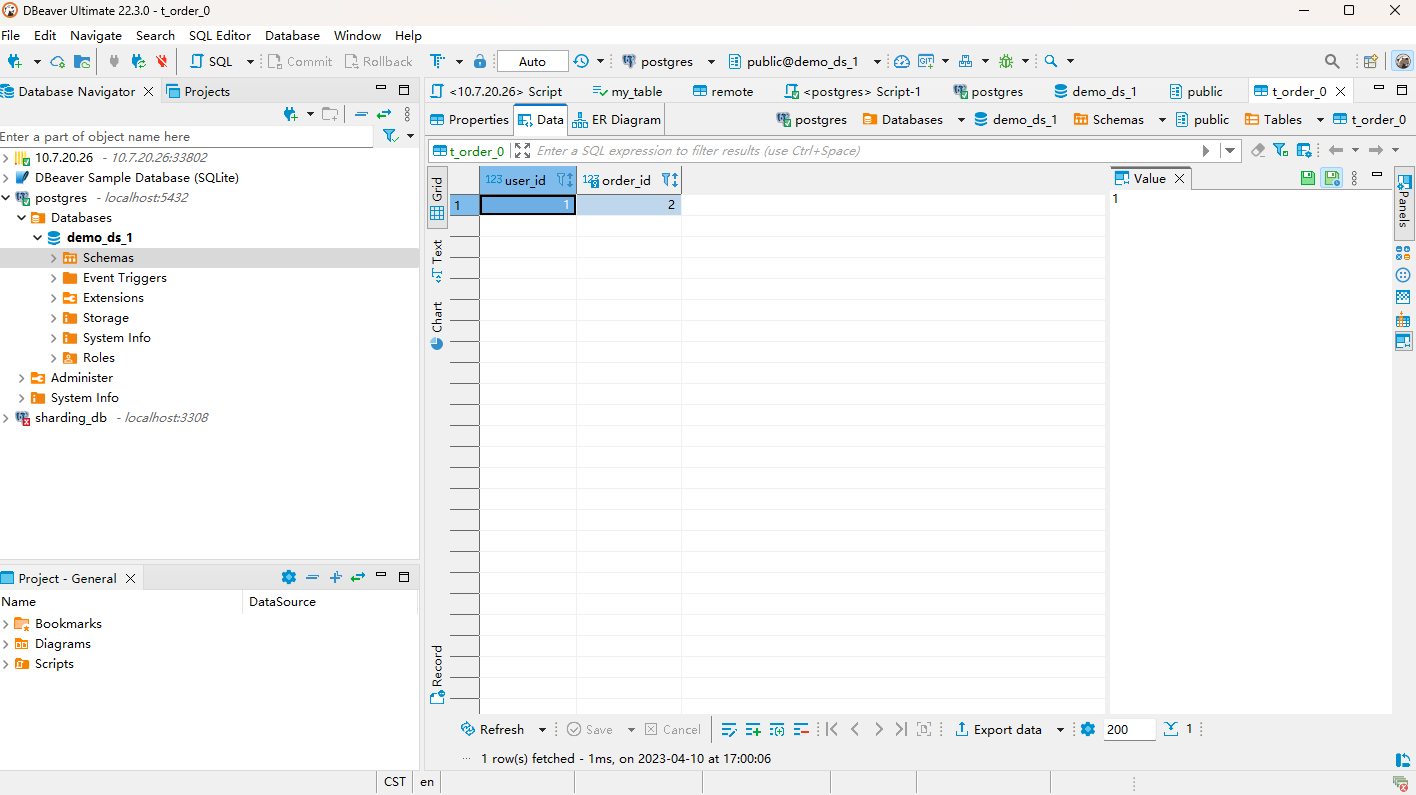 DBeaver Ultimate 22.3.0 - t_order_0
File Edit Navigate Search SQL Editor Database Window Help
SQL Commit Rollback Auto postgres public@demo_ds_1
Database Navigator Projects
Enter a part of object name here
10.7.20.26 - 10.7.20.26:33802
DBeaver Sample Database (SQLite)
postgres - localhost:5432
Databases
demo_ds_1
Schemas
Event Triggers
Extensions
Storage
System Info
Roles
Administer
System Info
sharding_db - localhost:3308
Project - General
Name DataSource
Bookmarks
Diagrams
Scripts
<10.7.20.26> Script my_table remote <postgres> Script-1 postgres demo_ds_1 public t_order_0
Properties Data ER Diagram postgres Databases demo_ds_1 Schemas public Tables t_order_0
t_order_0 Enter a SQL expression to filter results (use Ctrl+Space)
Grid
Text
Chart
Record
123 user_id 123 order_id
1 1 2
Value
1
Panels
Refresh Save Cancel Export data 200 1
1 row(s) fetched - 1ms, on 2023-04-10 at 17:00:06
CST en